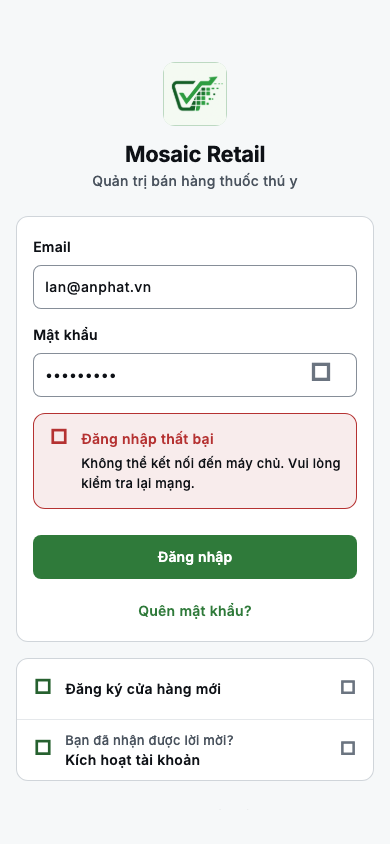 Mosaic Retail
Quản trị bán hàng thuốc thú y
Email
lan@anphat.vn
Mật khẩu
•••••••••
Đăng nhập thất bại
Không thể kết nối đến máy chủ. Vui lòng
kiểm tra lại mạng.
Đăng nhập
Quên mật khẩu?
Đăng ký cửa hàng mới
Bạn đã nhận được lời mời?
Kích hoạt tài khoản